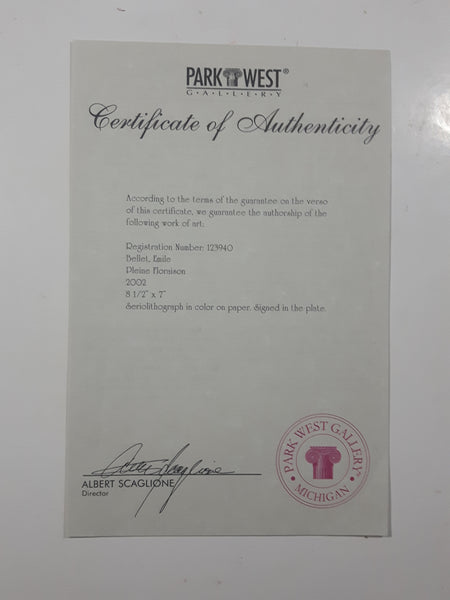 PARK WEST®
G·A·L·L·E·R·Y
Certificate of Authenticity
According to the terms of the guarantee on the verso
of this certificate, we guarantee the authorship of the
following work of art:
Registration Number: 123940
Bellet, Emile
Pleine Floraison
2002
8 1/2" x 7"
Seriolithograph in color on paper. Signed in the plate.
ALBERT SCAGLIONE
Director
PARK WEST GALLERY®
MICHIGAN